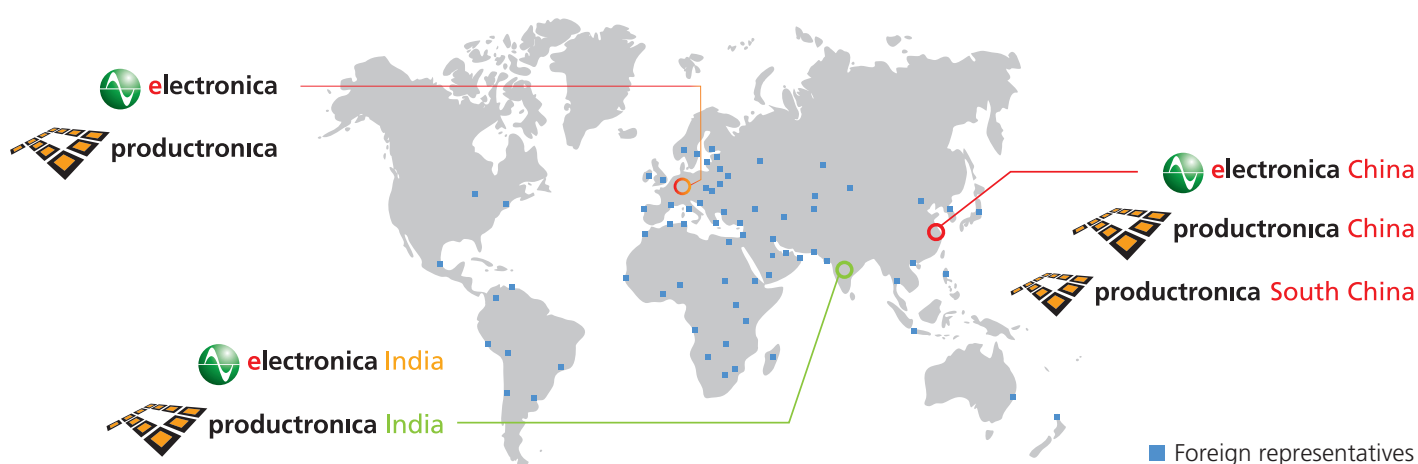 electronica
productronica
electronica China
productronica China
productronica South China
electronica India
productronica India
Foreign representatives